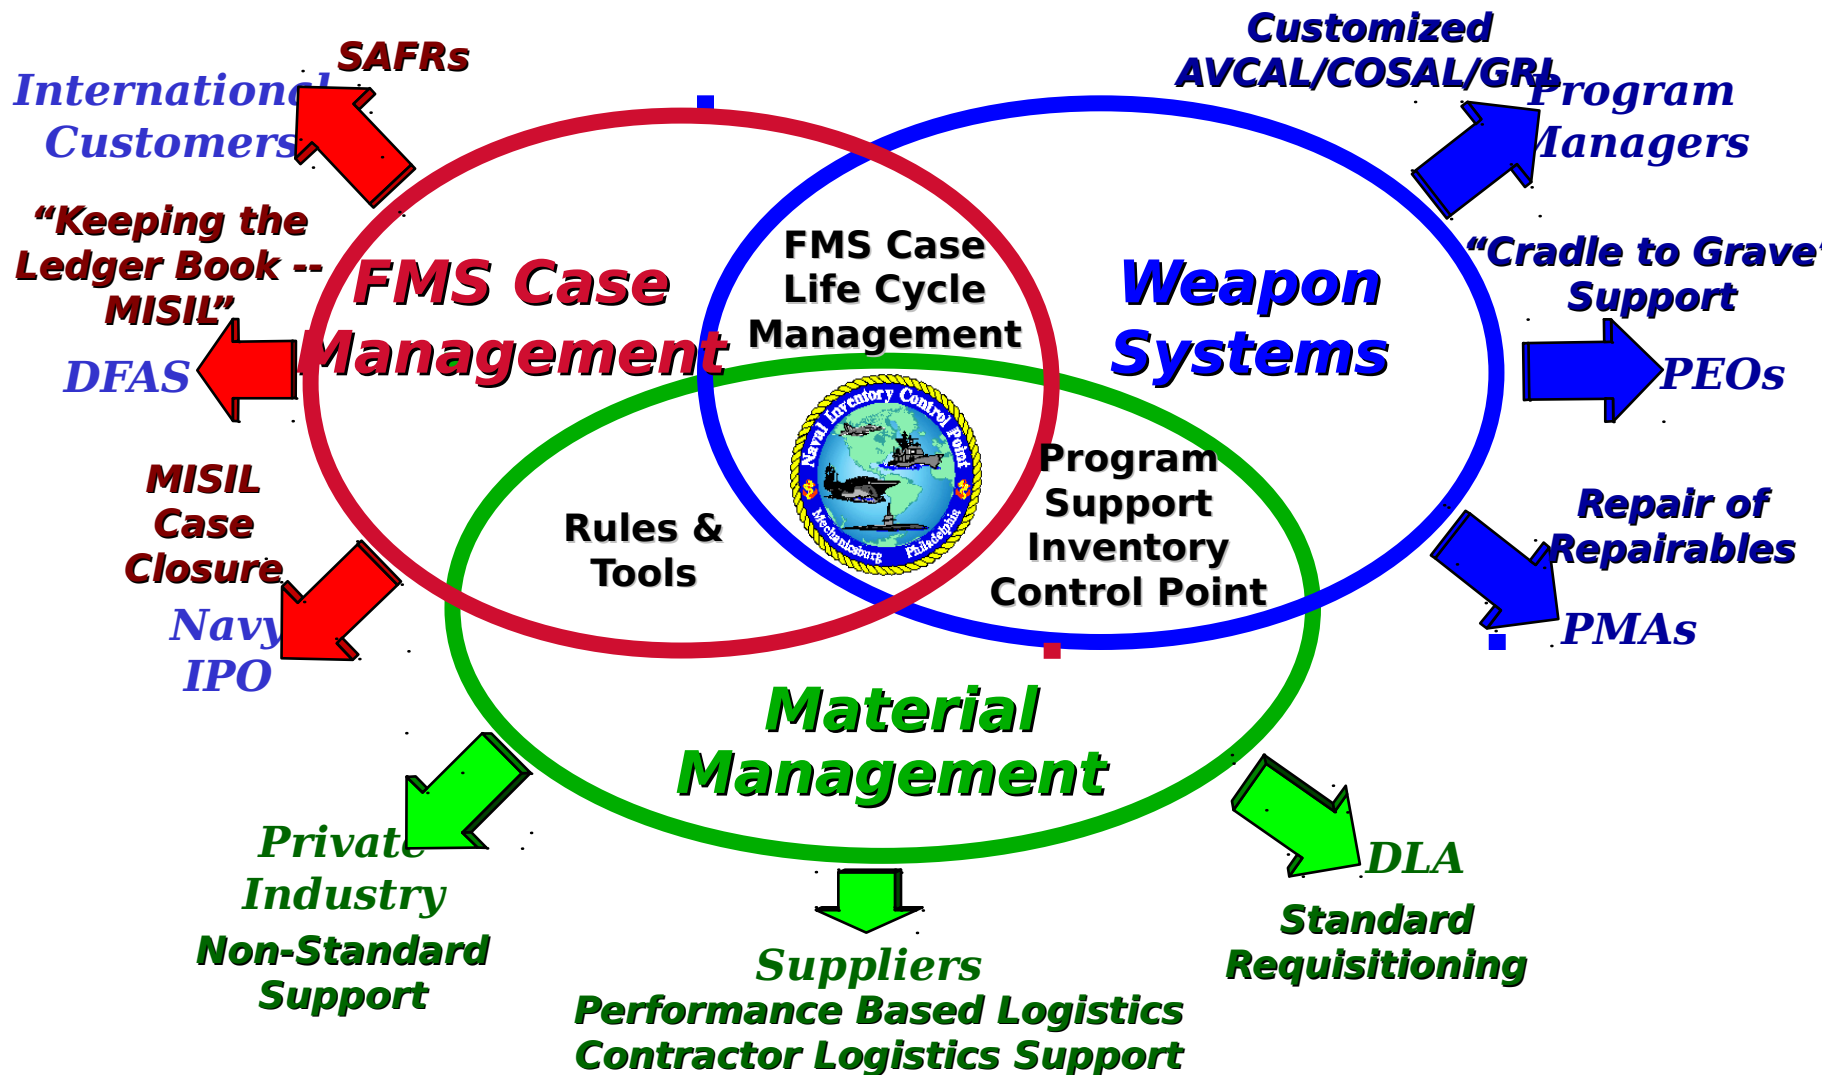 SAFRs
International
Customers
“Keeping the
Ledger Book --
MISIL”
DFAS
MISIL
Case
Closure
Navy
IPO
FMS Case
Management
FMS Case
Life Cycle
Management
Weapon
Systems
Customized
AVCAL/COSAL/GRL
Program
Managers
“Cradle to Grave”
Support
PEOs
Repair of
Repairables
PMAs
Naval Inventory Control Point
Mechanicsburg Philadelphia
Rules &
Tools
Program
Support
Inventory
Control Point
Material
Management
Private
Industry
Non-Standard
Support
Suppliers
Performance Based Logistics
Contractor Logistics Support
DLA
Standard
Requisitioning